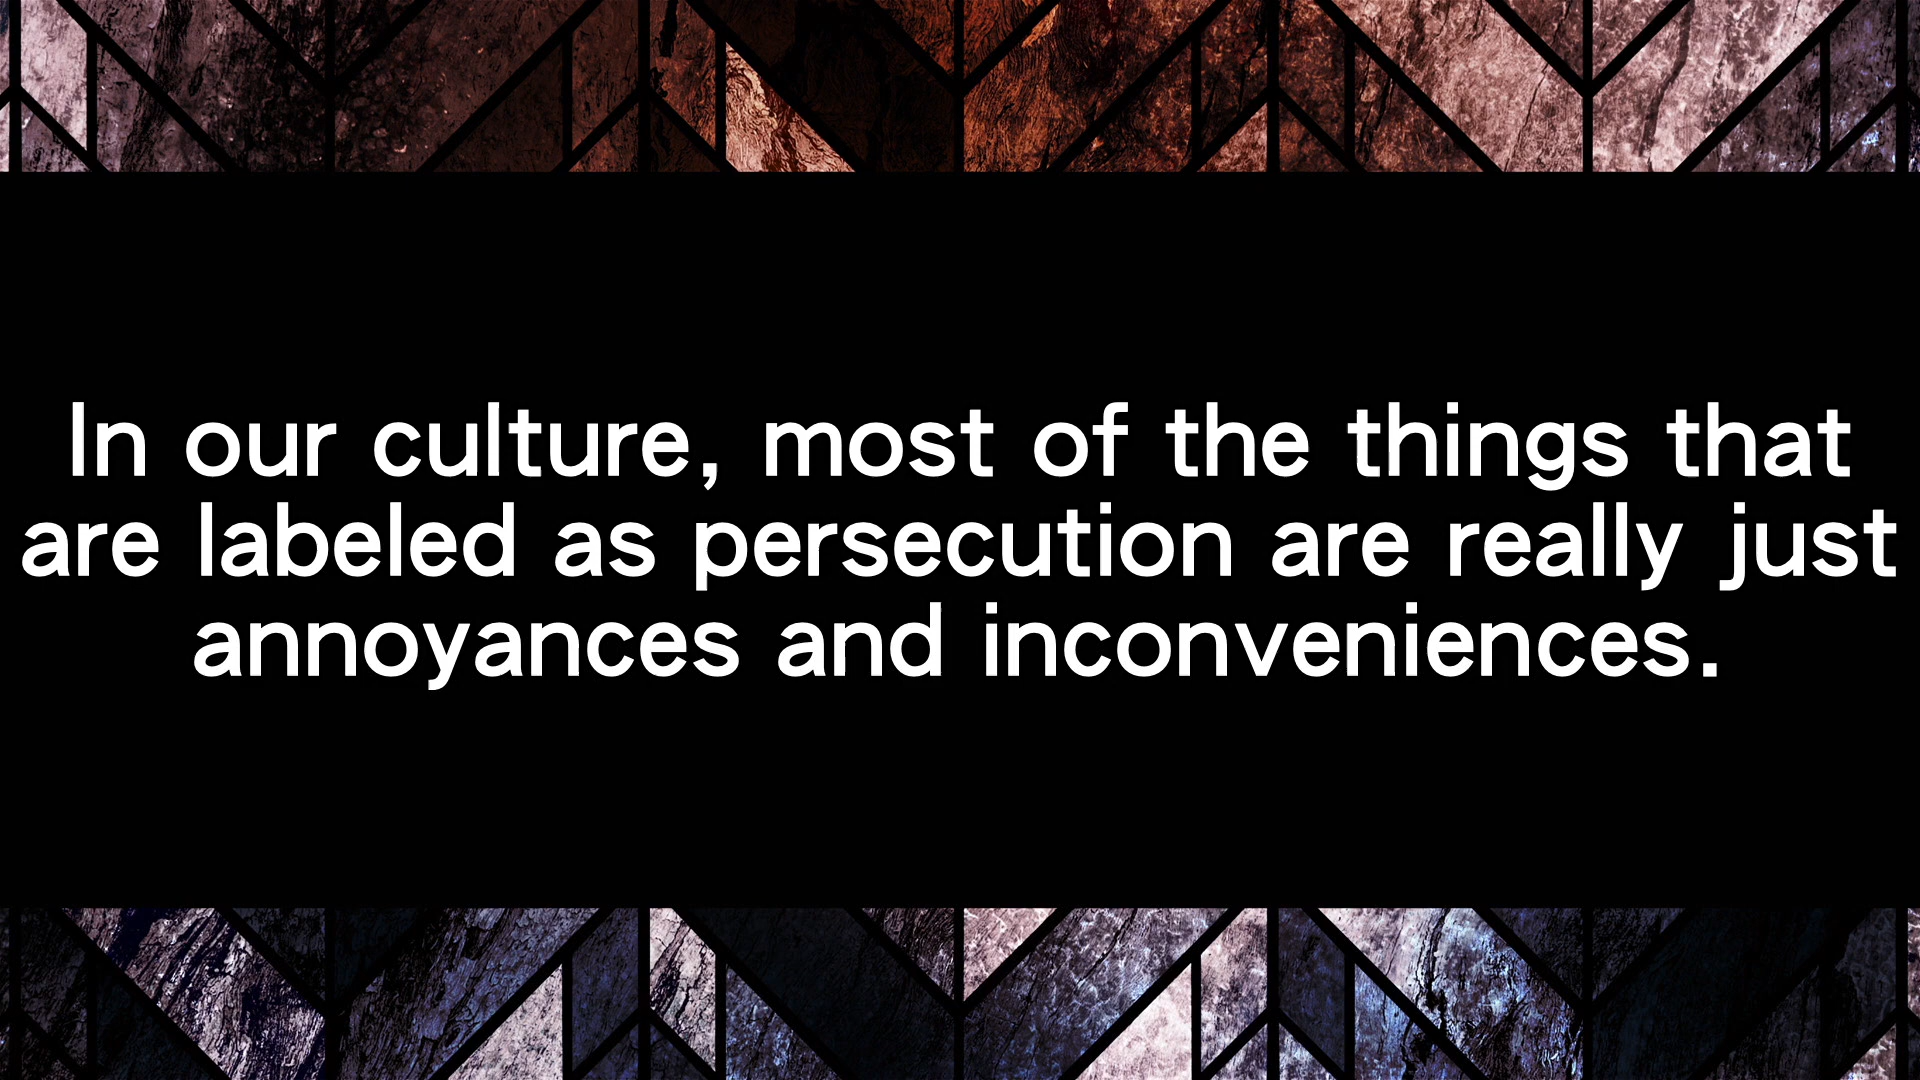 In our culture, most of the things that
are labeled as persecution are really just
annoyances and inconveniences.